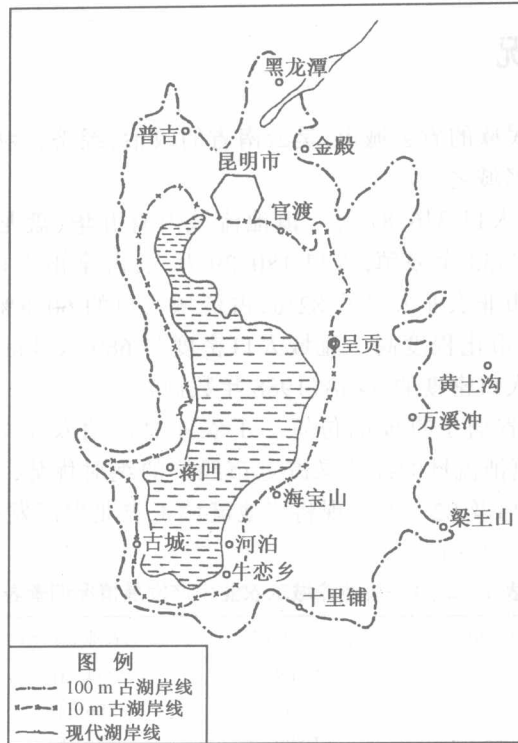 黑龙潭
普吉
金殿
昆明市
官渡
呈贡
黄土沟
万溪冲
蒋凹
海宝山
梁王山
古城
河泊
牛恋乡
十里铺
图 例
100 m 古湖岸线
10 m 古湖岸线
现代湖岸线